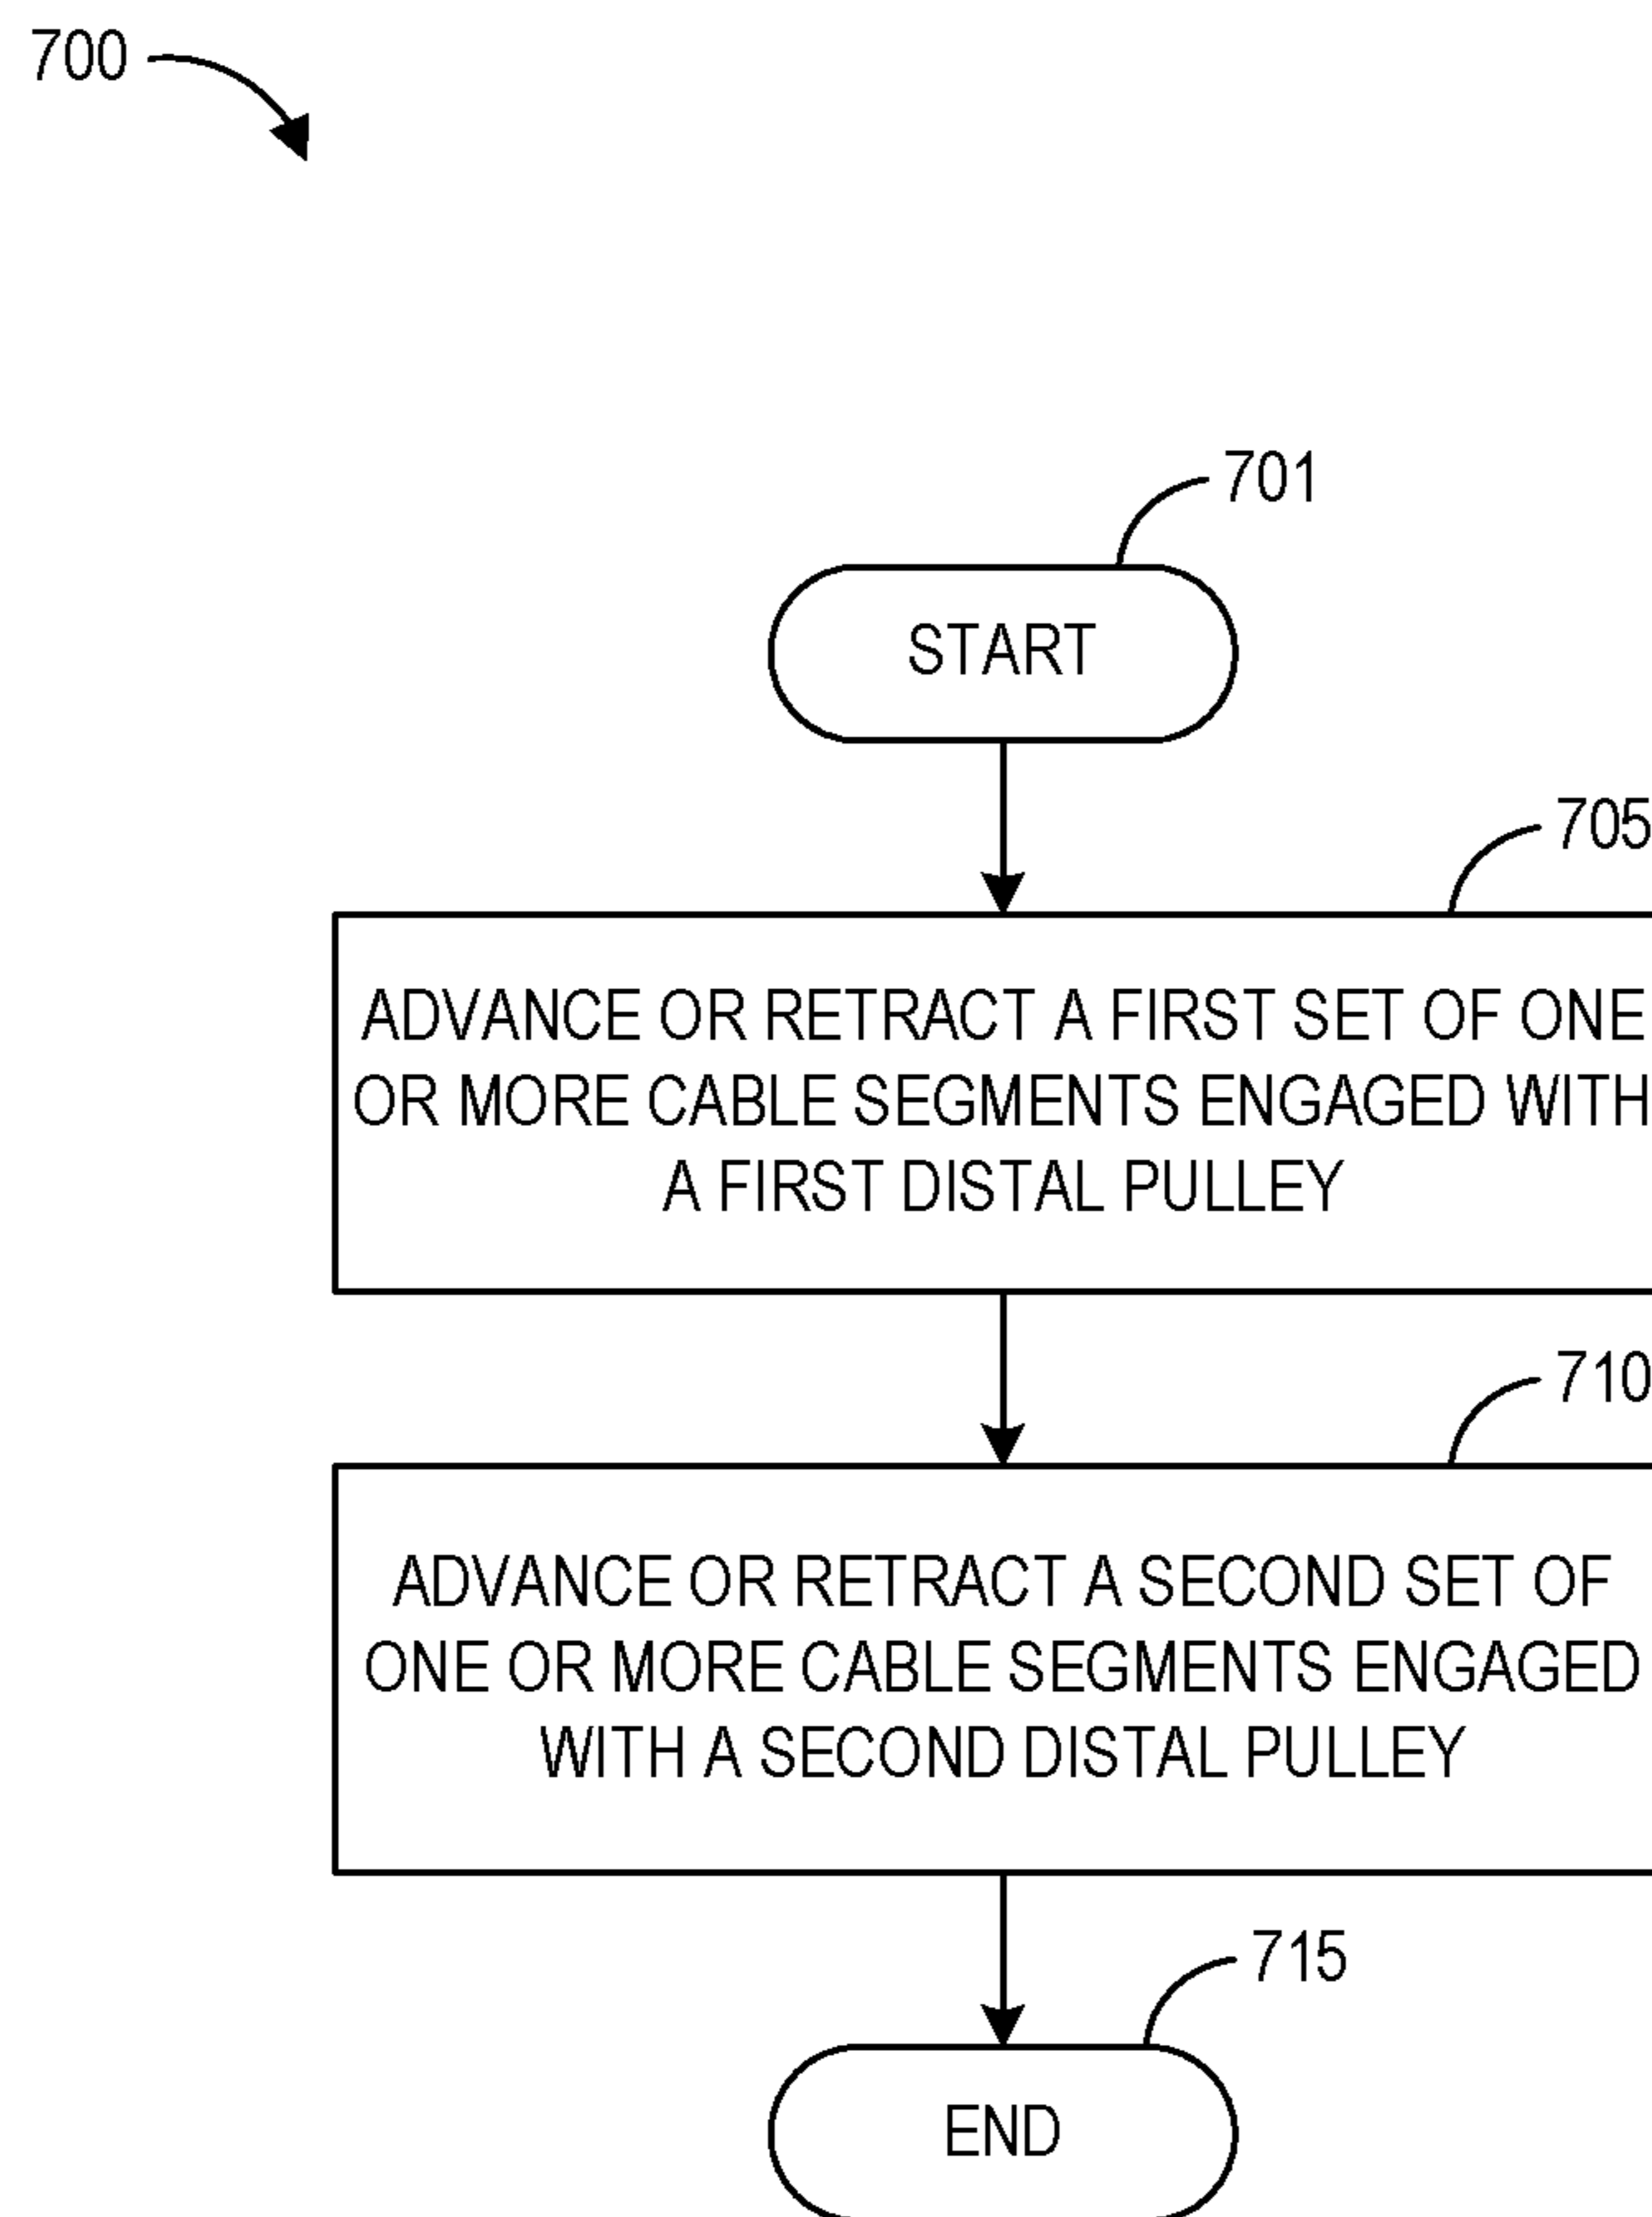 700
701
START
705
ADVANCE OR RETRACT A FIRST SET OF ONE
OR MORE CABLE SEGMENTS ENGAGED WITH
A FIRST DISTAL PULLEY
710
ADVANCE OR RETRACT A SECOND SET OF
ONE OR MORE CABLE SEGMENTS ENGAGED
WITH A SECOND DISTAL PULLEY
715
END